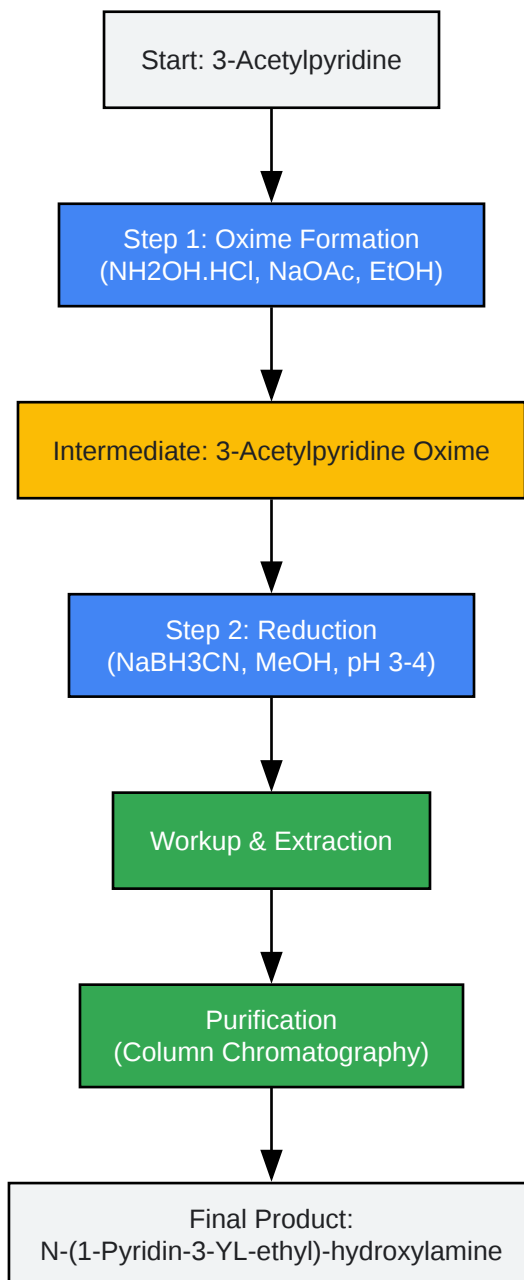 Start: 3-Acetylpyridine
Step 1: Oxime Formation
(NH2OH.HCl, NaOAc, EtOH)
Intermediate: 3-Acetylpyridine Oxime
Step 2: Reduction
(NaBH3CN, MeOH, pH 3-4)
Workup & Extraction
Purification
(Column Chromatography)
Final Product:
N-(1-Pyridin-3-YL-ethyl)-hydroxylamine